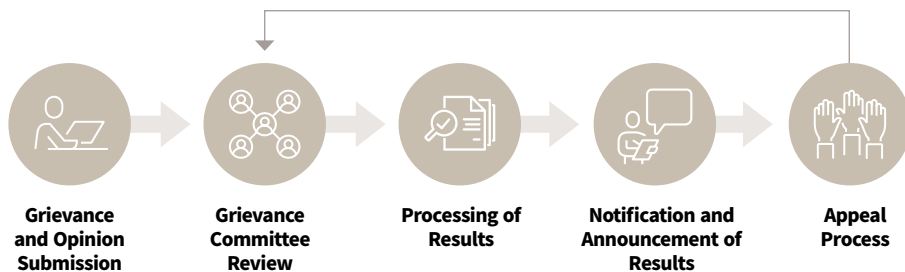 Grievance
and Opinion
Submission
Grievance
Committee
Review
Processing of
Results
Notification and
Announcement of
Results
Appeal
Process